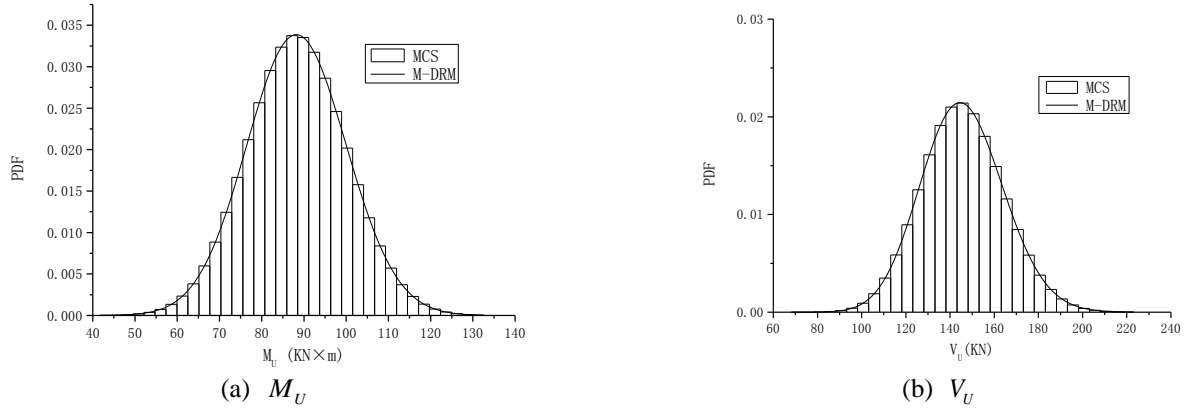 0.035
0.030
0.025
0.020
0.015
0.010
0.005
0.000
PDF
MCS
M-DRM
40 50 60 70 80 90 100 110 120 130 140
M_U (KN×m)
(a) M_U
0.03
0.02
0.01
0.00
PDF
MCS
M-DRM
60 80 100 120 140 160 180 200 220 240
V_U(KN)
(b) V_U